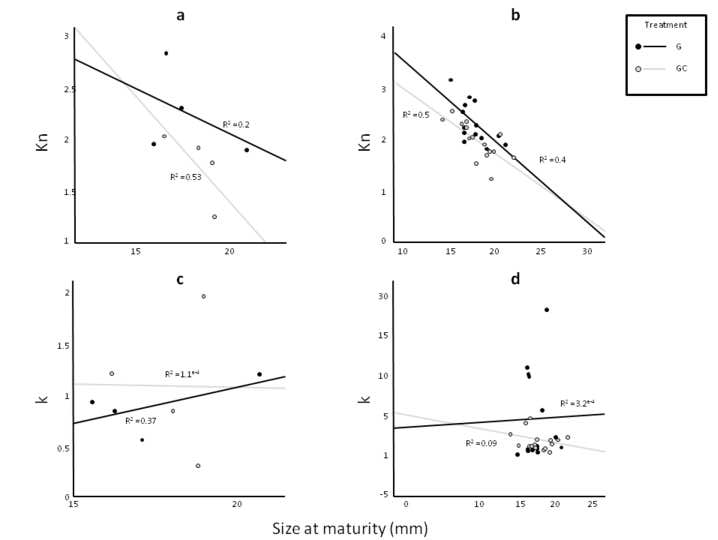 a
b
Treatment
G
GC
3
2.5
2
1.5
1
Kn
R² =0.2
R² =0.53
15
20
4
3
2
1
0
Kn
R² =0.5
R² =0.4
10
15
20
25
30
c
d
2
1.5
1
0.5
0
k
R² =1.1ᵉ⁻⁴
R² =0.37
15
20
30
15
10
5
1
-5
k
R² =3.2ᵉ⁻⁴
R² =0.09
0
10
15
20
25
Size at maturity (mm)